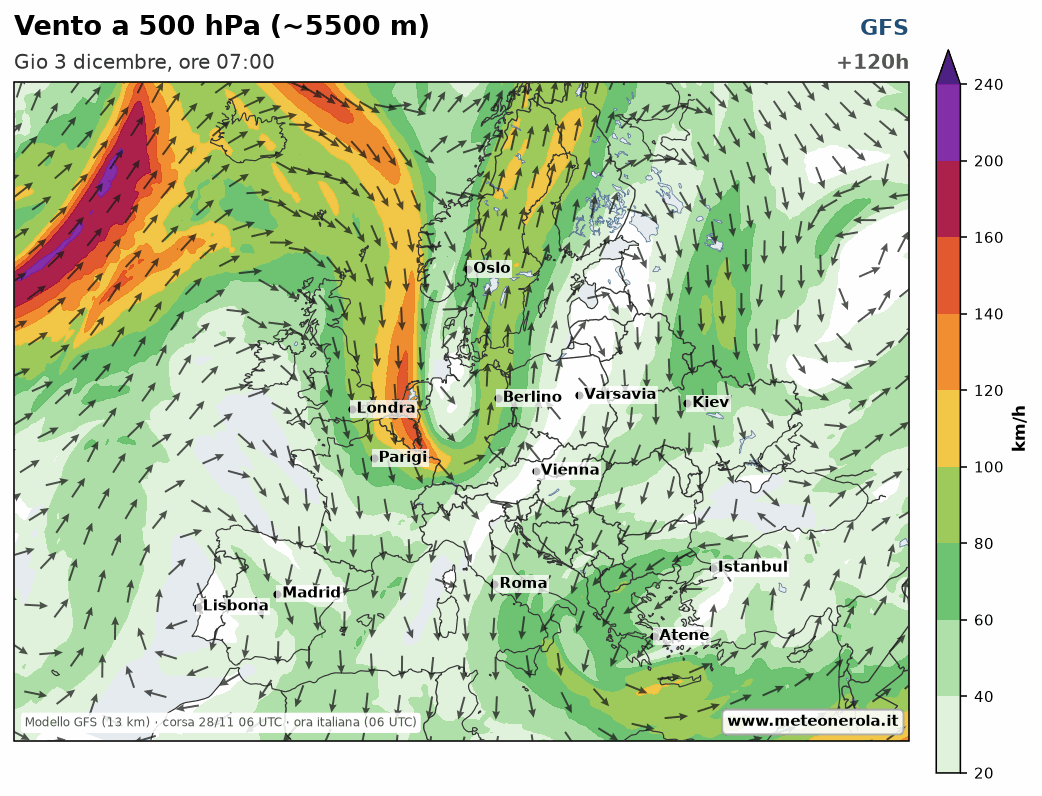 Vento a 500 hPa (~5500 m)
GFS
Gio 3 dicembre, ore 07:00
+120h
240
200
160
140
120
100
80
60
40
20
km/h
Oslo
Londra
Berlino
Varsavia
Kiev
Parigi
Vienna
Istanbul
Roma
Madrid
Lisbona
Atene
Modello GFS (13 km) · corsa 28/11 06 UTC · ora italiana (06 UTC)
www.meteonerola.it